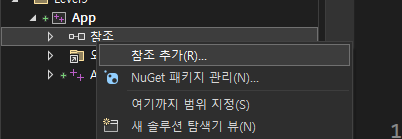 App
참조
참조 추가(R)...
NuGet 패키지 관리(N)...
여기까지 범위 지정(S)
새 솔루션 탐색기 뷰(N)
1